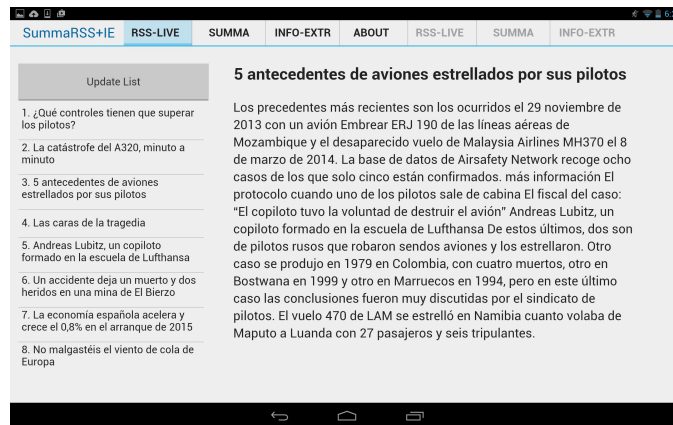 6:
SummaRSS+IE RSS-LIVE SUMMA INFO-EXTR ABOUT RSS-LIVE SUMMA INFO-EXTR
Update List
1. ¿Qué controles tienen que superar
los pilotos?
2. La catástrofe del A320, minuto a
minuto
3. 5 antecedentes de aviones
estrellados por sus pilotos
4. Las caras de la tragedia
5. Andreas Lubitz, un copiloto
formado en la escuela de Lufthansa
6. Un accidente deja un muerto y dos
heridos en una mina de El Bierzo
7. La economía española acelera y
crece el 0,8% en el arranque de 2015
8. No malgastéis el viento de cola de
Europa
5 antecedentes de aviones estrellados por sus pilotos
Los precedentes más recientes son los ocurridos el 29 noviembre de
2013 con un avión Embrear ERJ 190 de las líneas aéreas de
Mozambique y el desaparecido vuelo de Malaysia Airlines MH370 el 8
de marzo de 2014. La base de datos de Airsafety Network recoge ocho
casos de los que solo cinco están confirmados. más información El
protocolo cuando uno de los pilotos sale de cabina El fiscal del caso:
“El copiloto tuvo la voluntad de destruir el avión” Andreas Lubitz, un
copiloto formado en la escuela de Lufthansa De estos últimos, dos son
de pilotos rusos que robaron sendos aviones y los estrellaron. Otro
caso se produjo en 1979 en Colombia, con cuatro muertos, otro en
Bostwana en 1999 y otro en Marruecos en 1994, pero en este último
caso las conclusiones fueron muy discutidas por el sindicato de
pilotos. El vuelo 470 de LAM se estrelló en Namibia cuanto volaba de
Maputo a Luanda con 27 pasajeros y seis tripulantes.